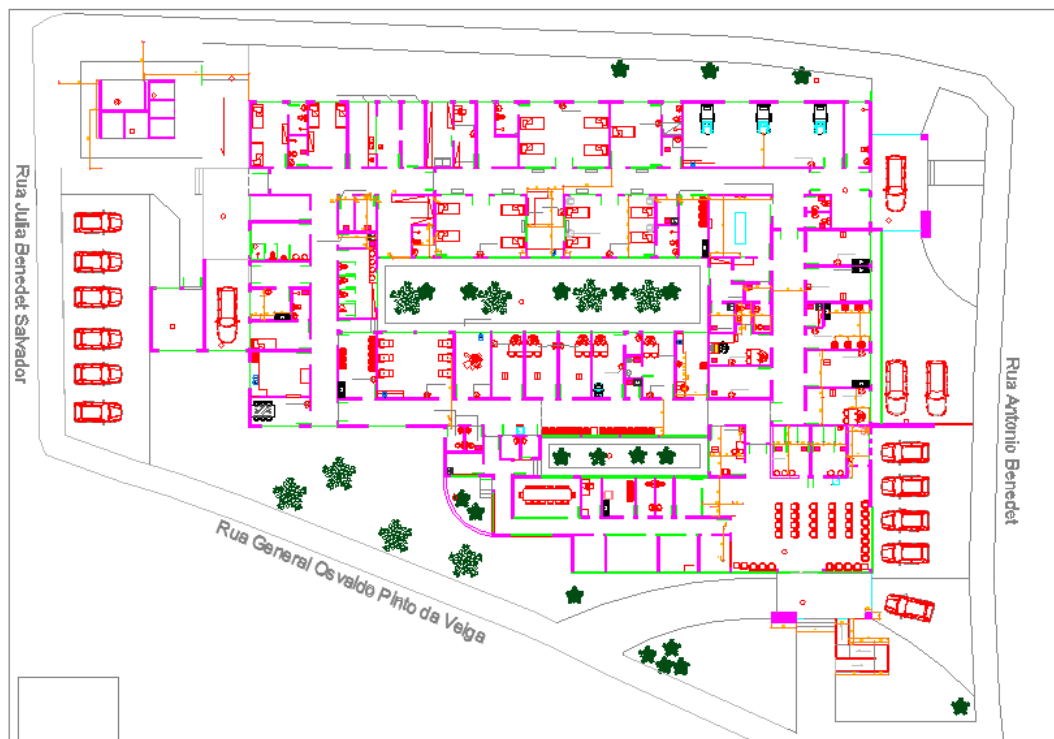 Rua Julia Benedet Salvador
Rua General Osvaldo Pinto da Veiga
Rua Antonio Benedet